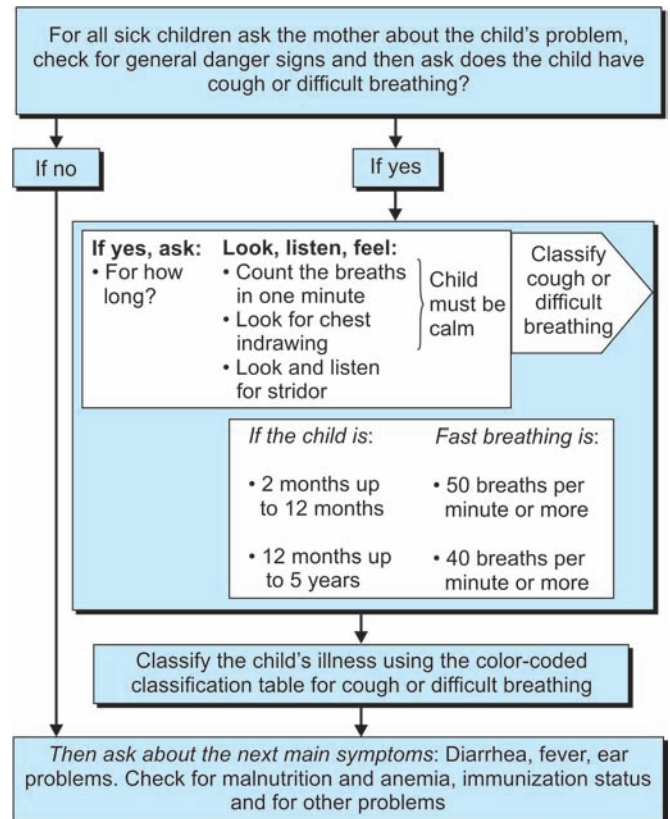 For all sick children ask the mother about the child's problem,
check for general danger signs and then ask does the child have
cough or difficult breathing?
If no
If yes
If yes, ask:
• For how
long?
Look, listen, feel:
• Count the breaths
in one minute
• Look for chest
indrawing
• Look and listen
for stridor
Child
must be
calm
Classify
cough or
difficult
breathing
If the child is:
• 2 months up
to 12 months
• 12 months up
to 5 years
Fast breathing is:
• 50 breaths per
minute or more
• 40 breaths per
minute or more
Classify the child's illness using the color-coded
classification table for cough or difficult breathing
Then ask about the next main symptoms: Diarrhea, fever, ear
problems. Check for malnutrition and anemia, immunization status
and for other problems